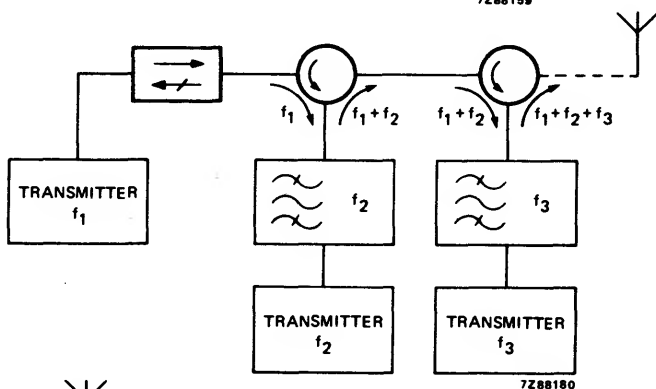 7Z88159
f1
f1+f2
f1+f2
f1+f2+f3
TRANSMITTER
f1
f2
f3
TRANSMITTER
f2
TRANSMITTER
f3
7Z88180